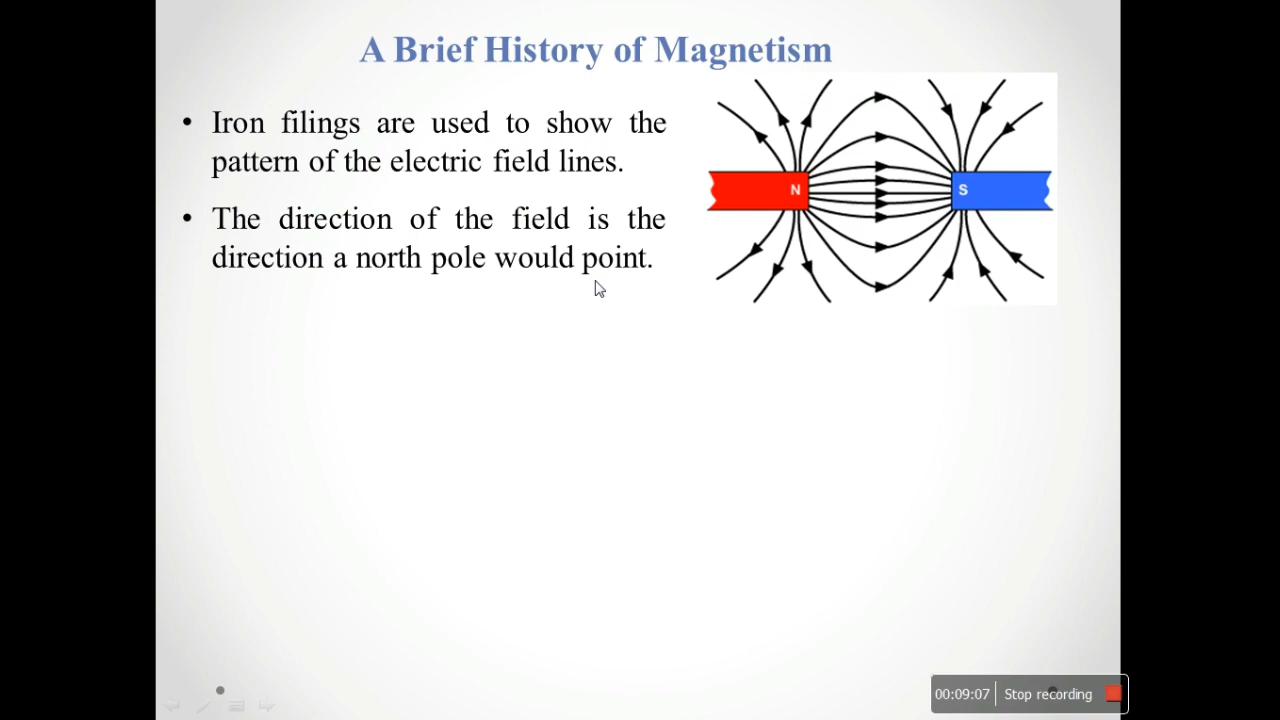 A Brief History of Magnetism
• Iron filings are used to show the
pattern of the electric field lines.
• The direction of the field is the
direction a north pole would point.
N
S
00:09:07 Stop recording